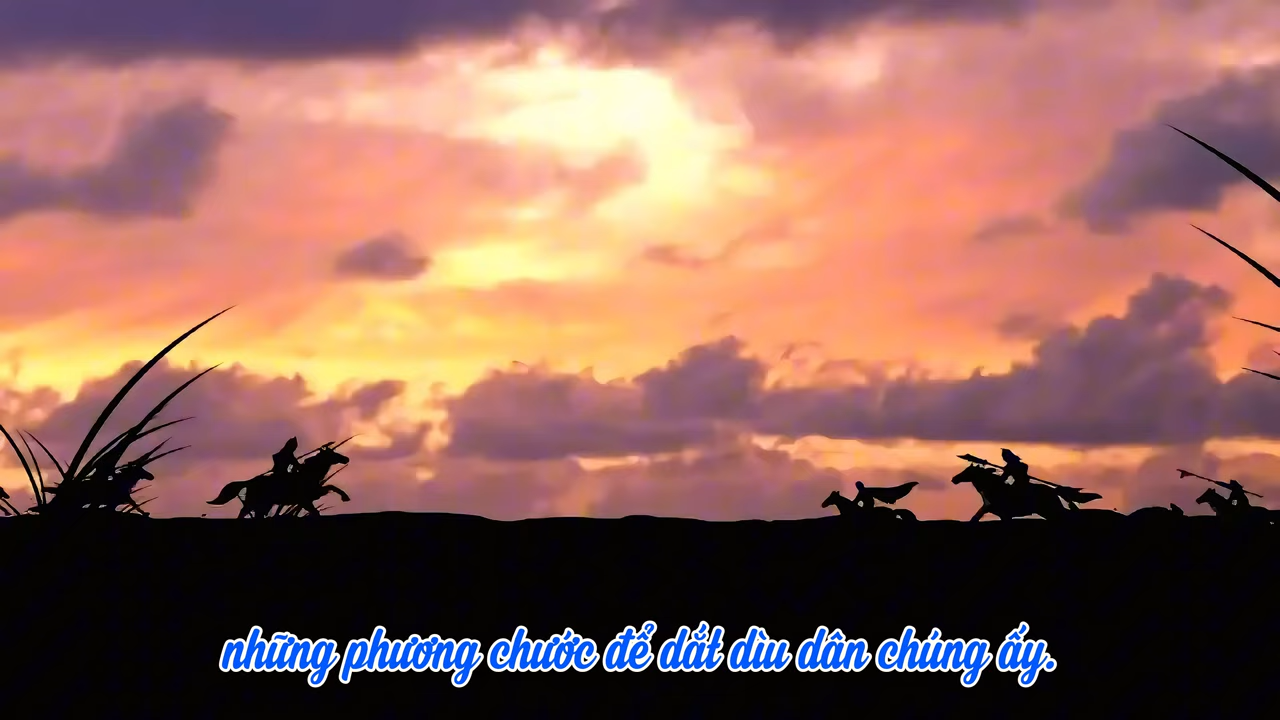 những phương chước để dắt dìu dân chúng ấy.